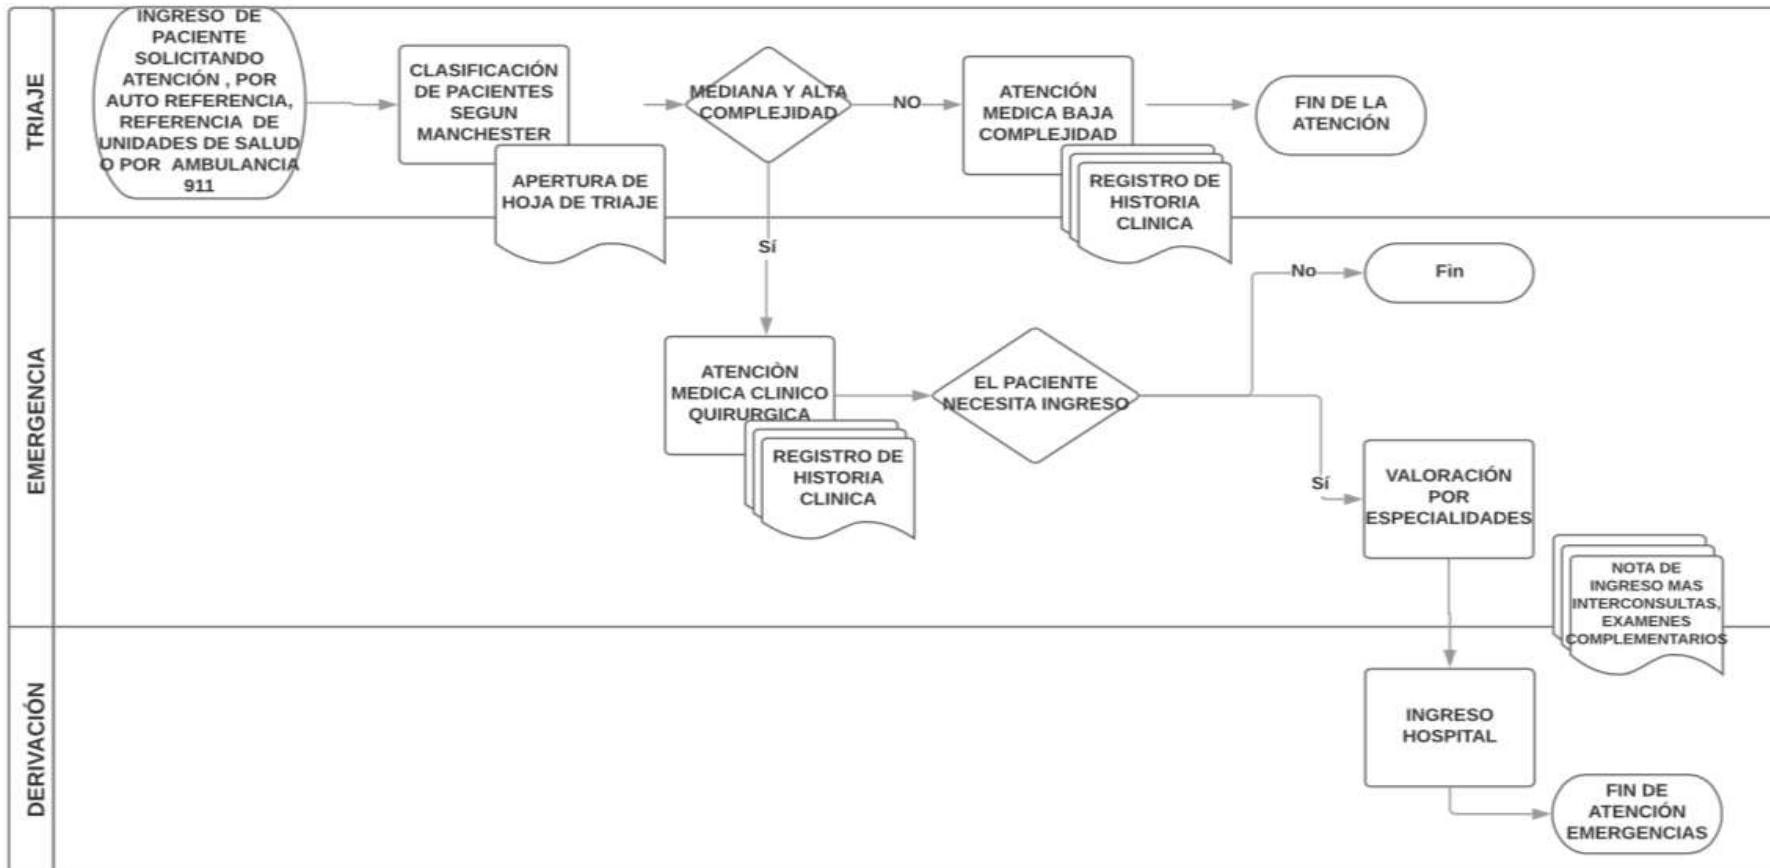 TRIAJE
INGRESO DE
PACIENTE
SOLICITANDO
ATENCIÓN , POR
AUTO REFERENCIA,
REFERENCIA DE
UNIDADES DE SALUD
O POR AMBULANCIA
911
CLASIFICACIÓN
DE PACIENTES
SEGUN
MANCHESTER
APERTURA DE
HOJA DE TRIAJE
MEDIANA Y ALTA
COMPLEJIDAD
NO
ATENCIÓN
MEDICA BAJA
COMPLEJIDAD
REGISTRO DE
HISTORIA
CLINICA
FIN DE LA
ATENCIÓN
EMERGENCIA
Sí
ATENCIÒN
MEDICA CLINICO
QUIRURGICA
REGISTRO DE
HISTORIA
CLINICA
EL PACIENTE
NECESITA INGRESO
No
Fin
Sí
VALORACIÓN
POR
ESPECIALIDADES
NOTA DE
INGRESO MAS
INTERCONSULTAS,
EXAMENES
COMPLEMENTARIOS
DERIVACIÓN
INGRESO
HOSPITAL
FIN DE
ATENCIÓN
EMERGENCIAS